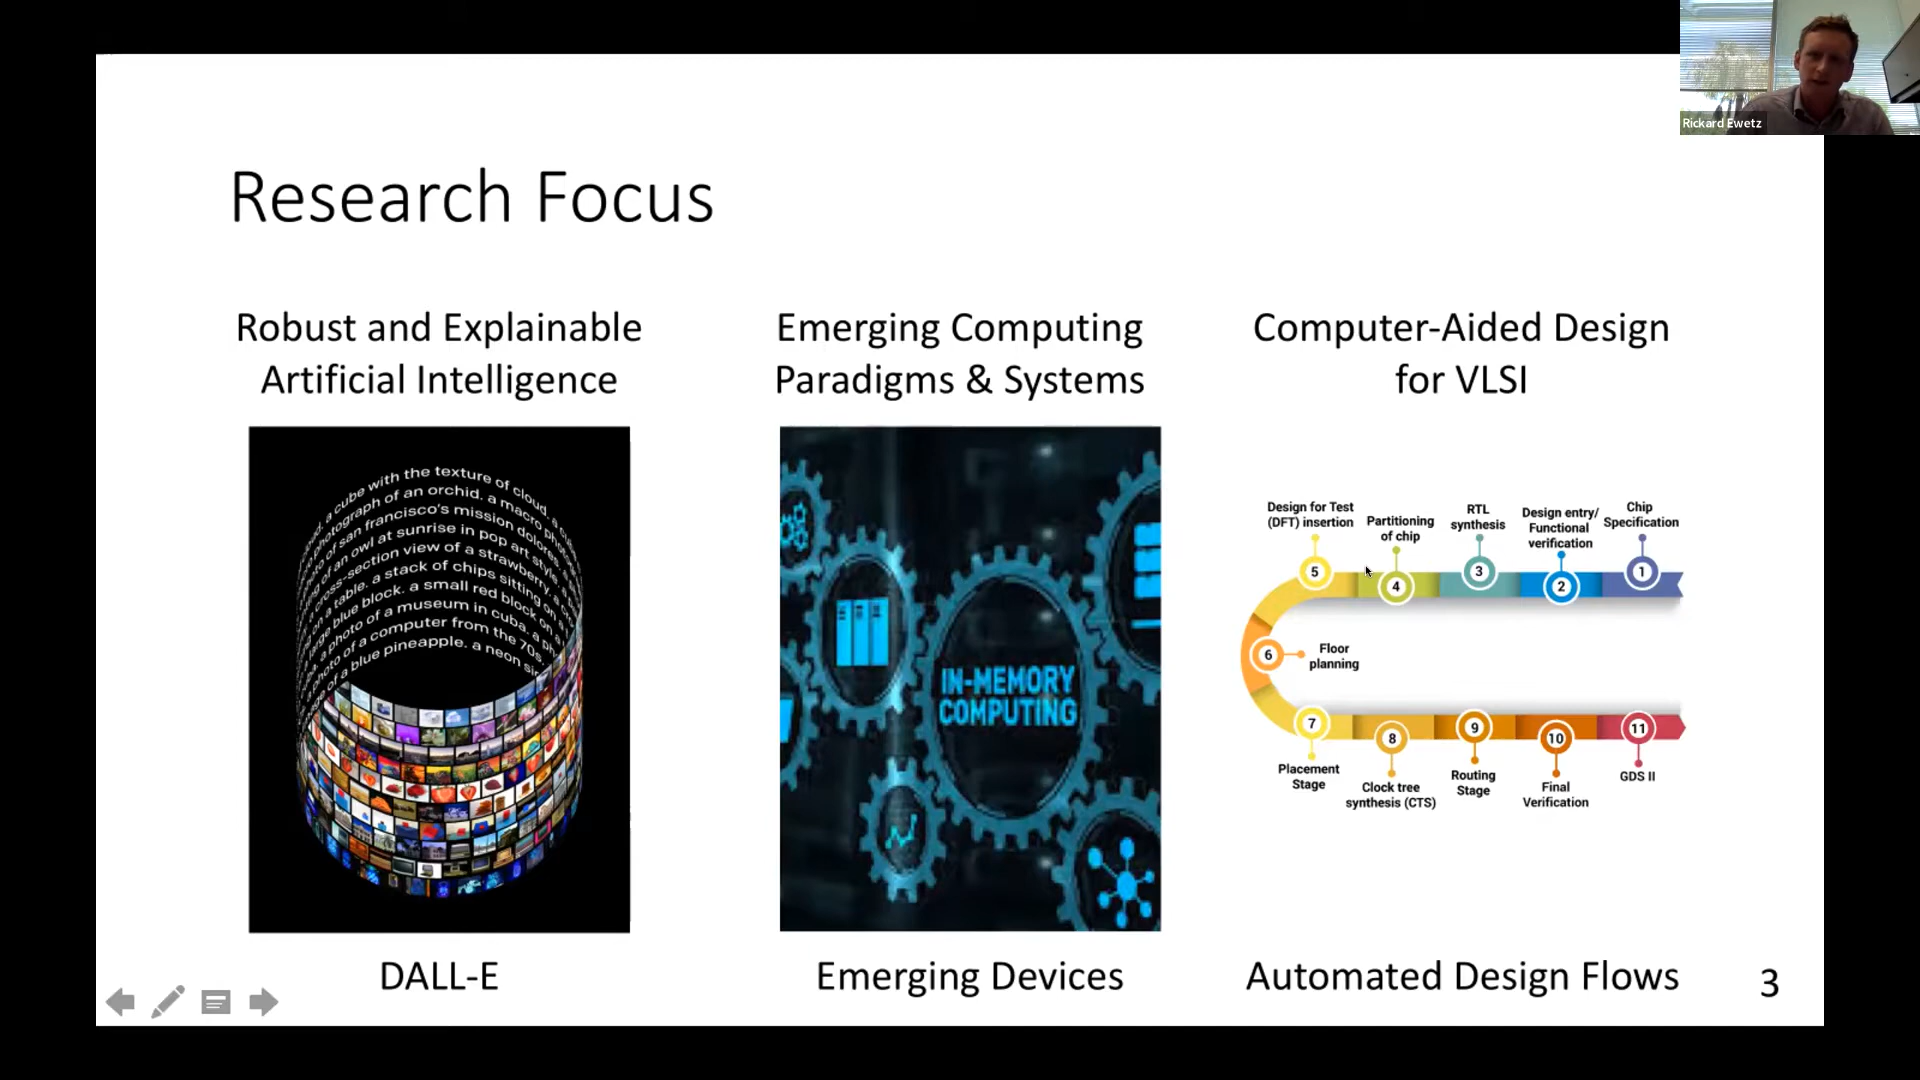 Rickard Ewetz
Research Focus
Robust and Explainable
Artificial Intelligence
a cube with the texture of cloud. a
photograph of an orchid. a macro
of san francisco's mission dolores.
of an owl at sunrise in pop art style.
cross-section view of a strawberry. a
on a table. a stack of chips sitting on
large blue block. a small red block on
a photo of a museum in cuba. a ph
photo of a computer from the 70s.
of a blue pineapple. a neon
DALL-E
Emerging Computing
Paradigms & Systems
IN-MEMORY
COMPUTING
Emerging Devices
Computer-Aided Design
for VLSI
Design for Test
(DFT) insertion
5
Partitioning
of chip
4
RTL
synthesis
3
Design entry/
Functional
verification
2
Chip
Specification
1
6
Floor
planning
7
Placement
Stage
8
Clock tree
synthesis (CTS)
9
Routing
Stage
10
Final
Verification
11
GDS II
Automated Design Flows
3